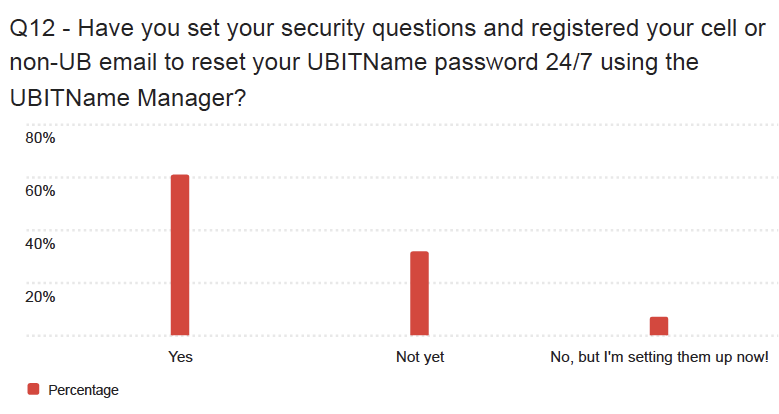 Q12 - Have you set your security questions and registered your cell or
non-UB email to reset your UBITName password 24/7 using the
UBITName Manager?
80%
60%
40%
20%
Yes
Not yet
No, but I'm setting them up now!
Percentage